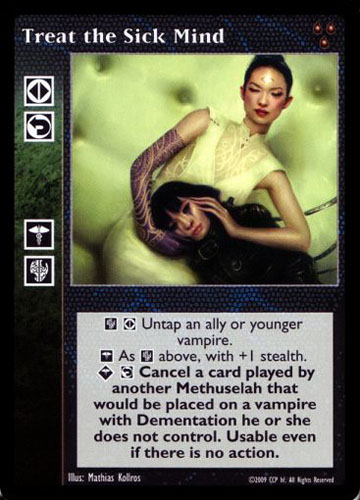 Treat the Sick Mind
Untap an ally or younger
vampire.
As above, with +1 stealth.
Cancel a card played by
another Methuselah that
would be placed on a vampire
with Dementation he or she
does not control. Usable even
if there is no action.
Illus: Mathias Kollros ©2009 CCP hf. All Rights Reserved